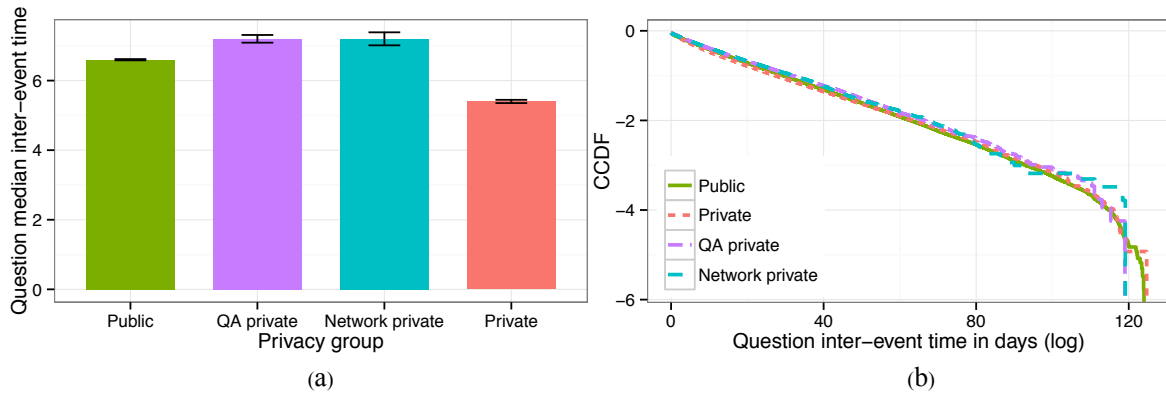 Question median inter−event time
6
4
2
0
Public
QA private
Network private
Private
Privacy group
(a)
CCDF
0
−2
−4
−6
Public
Private
QA private
Network private
0
40
80
120
Question inter−event time in days (log)
(b)